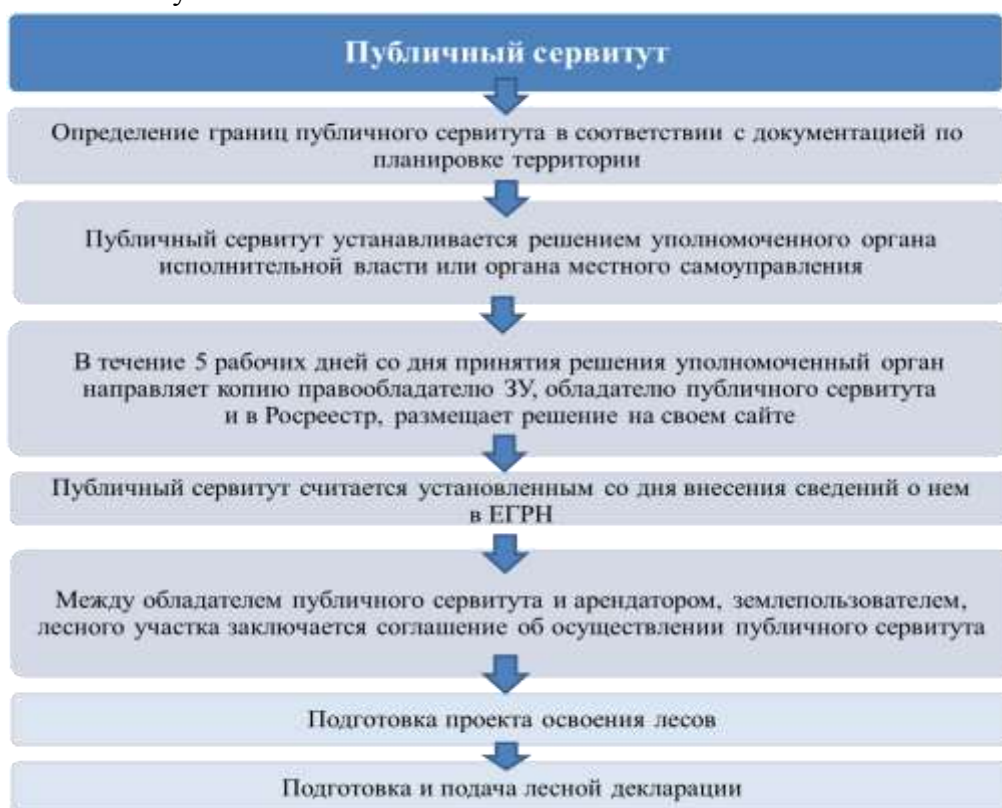 Публичный сервитут
Определение границ публичного сервитута в соответствии с документацией по
планировке территории
Публичный сервитут устанавливается решением уполномоченного органа
исполнительной власти или органа местного самоуправления
В течение 5 рабочих дней со дня принятия решения уполномоченный орган
направляет копию правообладателю ЗУ, обладателю публичного сервитута
и в Росреестр, размещает решение на своем сайте
Публичный сервитут считается установленным со дня внесения сведений о нем
в ЕГРН
Между обладателем публичного сервитута и арендатором, землепользователем,
лесного участка заключается соглашение об осуществлении публичного сервитута
Подготовка проекта освоения лесов
Подготовка и подача лесной декларации